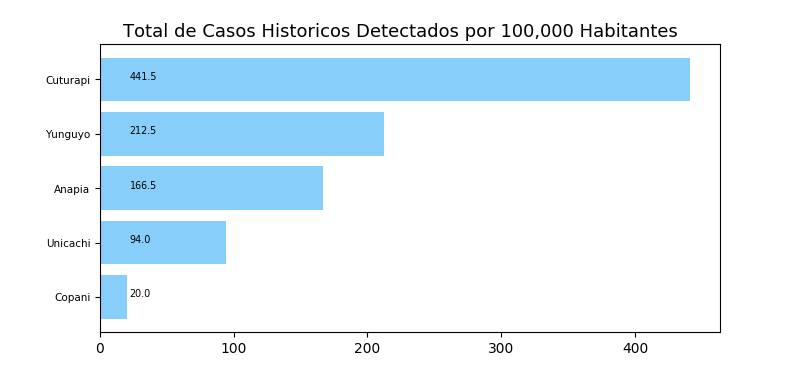 Total de Casos Historicos Detectados por 100,000 Habitantes
Cuturapi 441.5
Yunguyo 212.5
Anapia 166.5
Unicachi 94.0
Copani 20.0
0 100 200 300 400